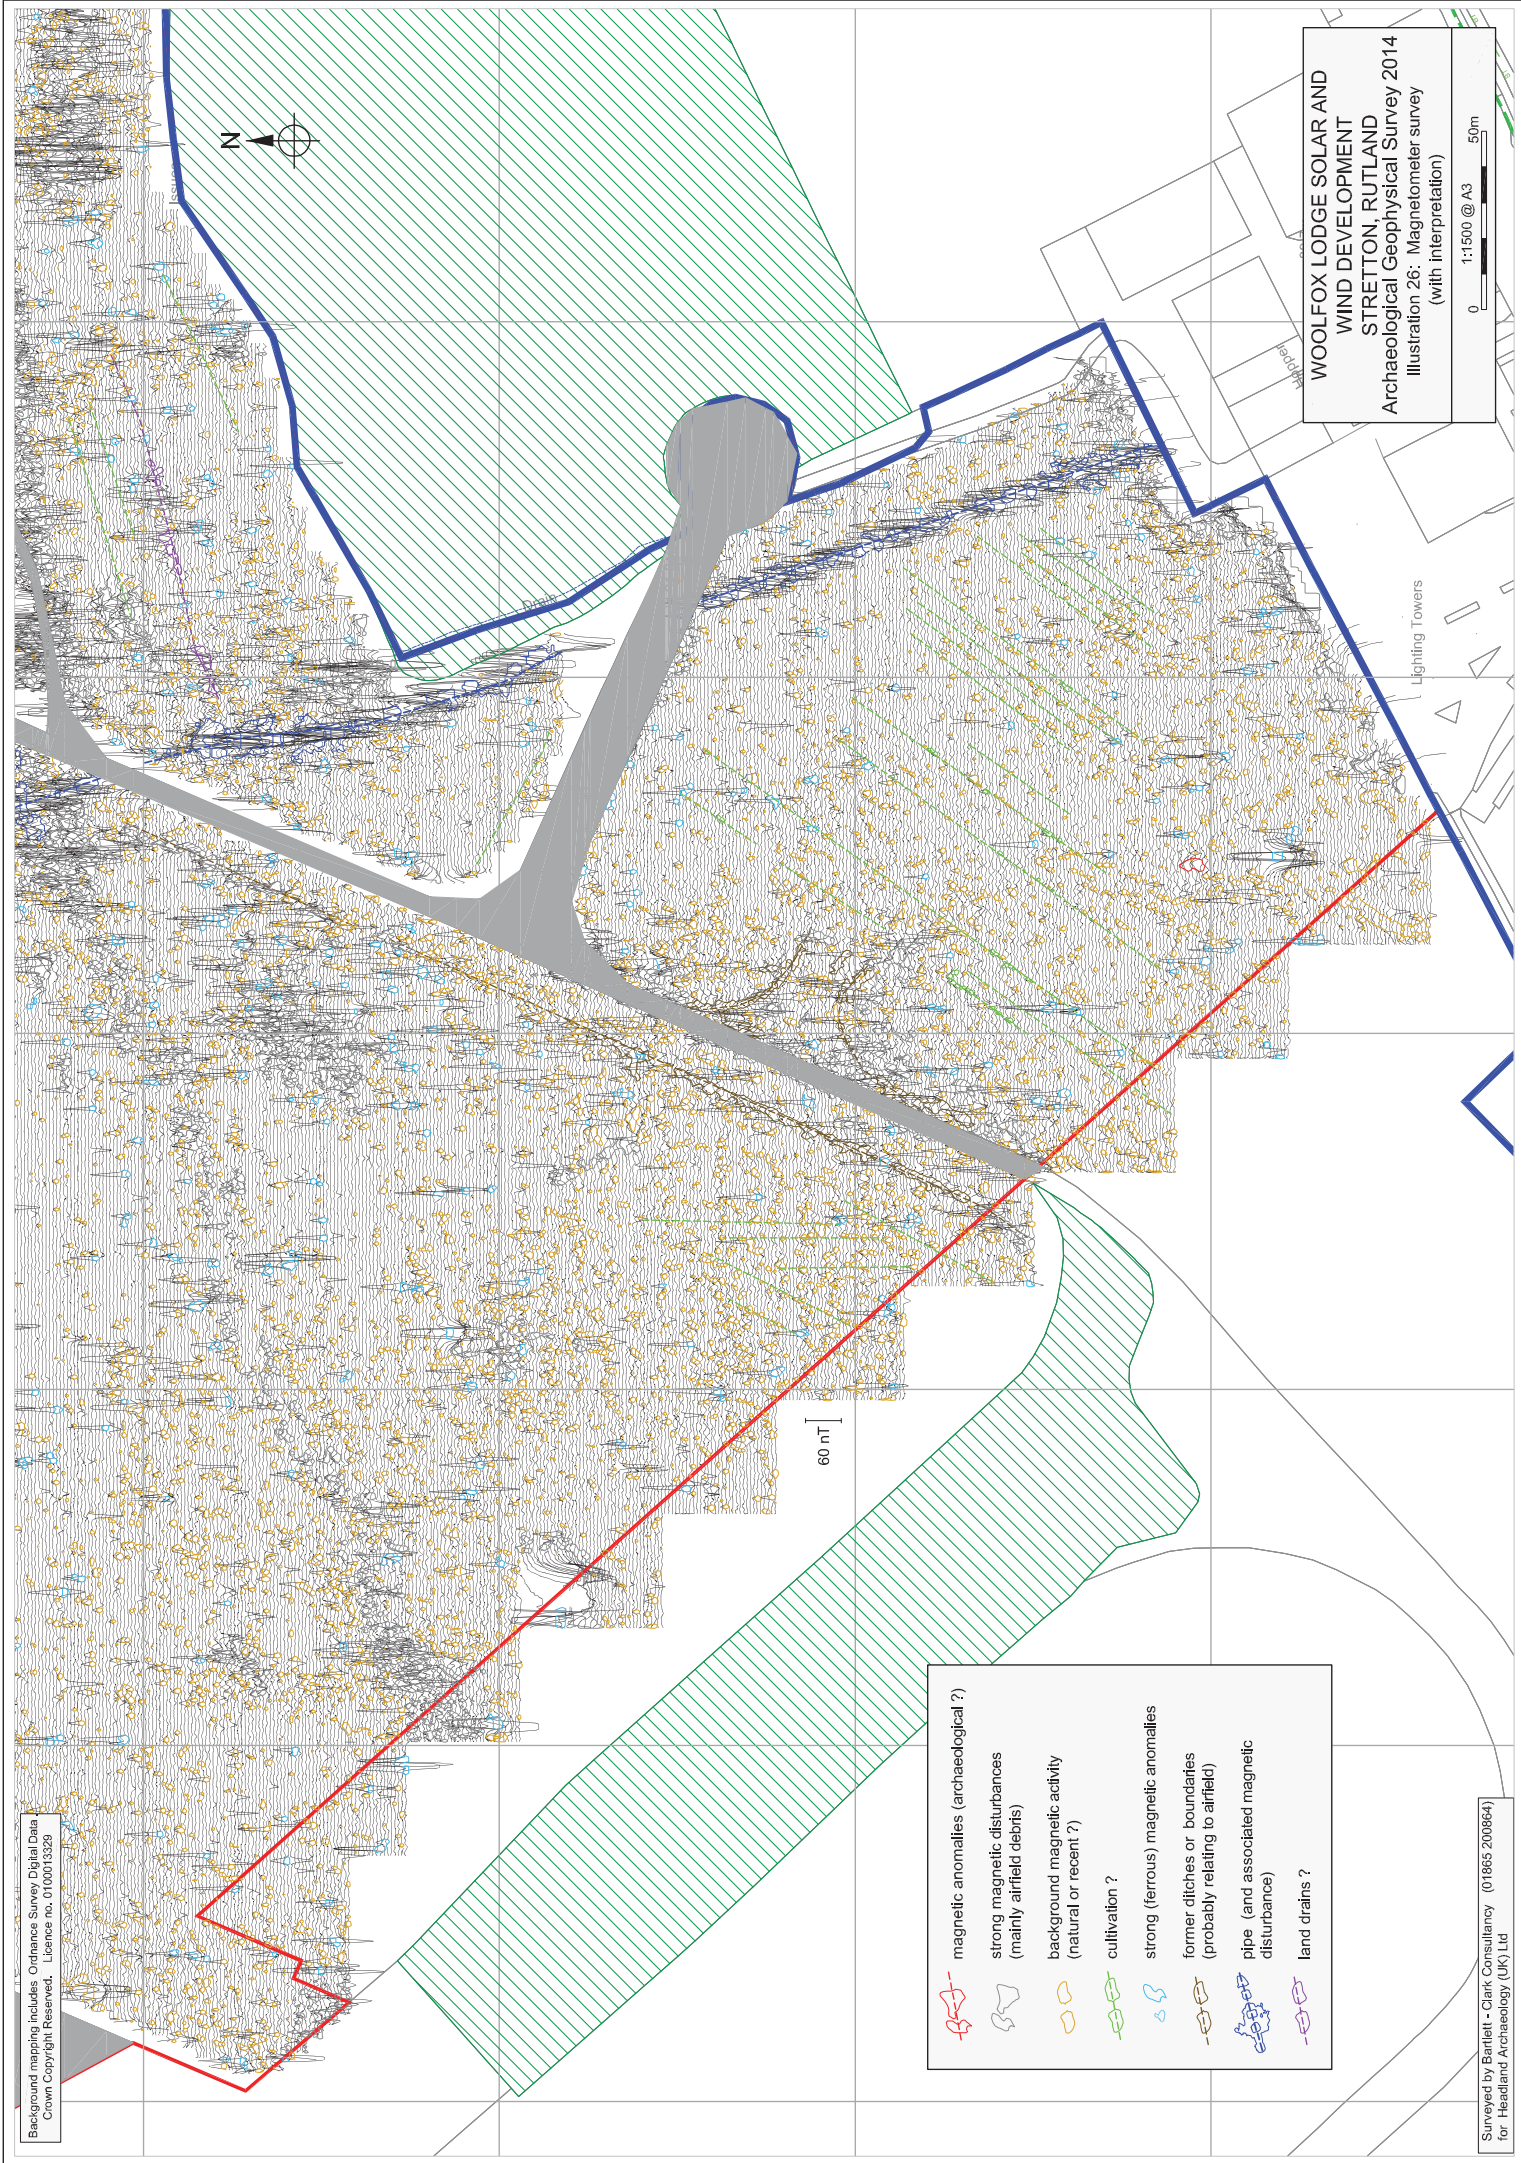 WOOLFOX LODGE SOLAR AND
WIND DEVELOPMENT
STRETTON, RUTLAND
Archaeological Geophysical Survey 2014
Illustration 26: Magnetometer survey
(with interpretation)
1:1500 @ A3
0
50m
N
Issues
Drain
Hopper
Lighting Towers
60 nT
magnetic anomalies (archaeological ?)
strong magnetic disturbances
(mainly airfield debris)
background magnetic activity
(natural or recent ?)
cultivation ?
strong (ferrous) magnetic anomalies
former ditches or boundaries
(probably relating to airfield)
pipe (and associated magnetic
disturbance)
land drains ?
Background mapping includes Ordnance Survey Digital Data
Crown Copyright Reserved. Licence no. 0100013329
Surveyed by Bartlett - Clark Consultancy (01865 200864)
for Headland Archaeology (UK) Ltd